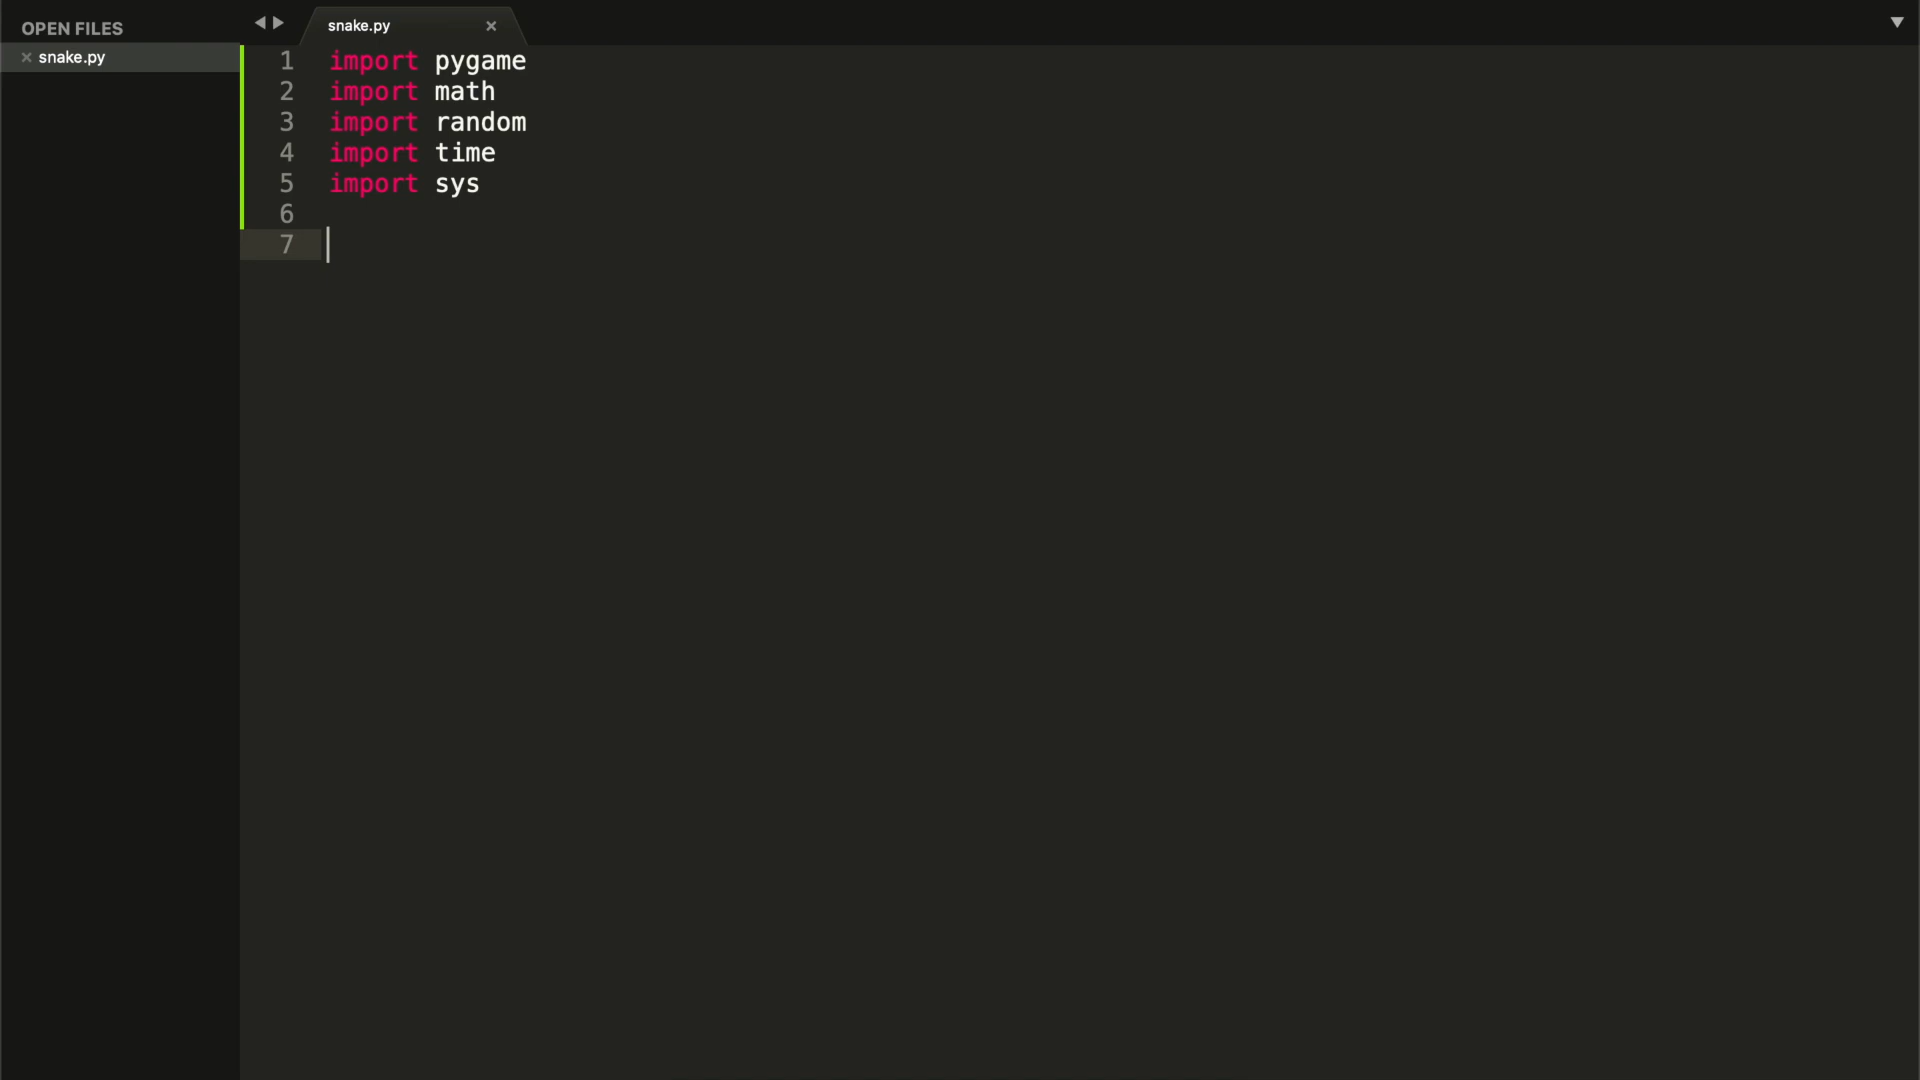 OPEN FILES
snake.py
snake.py
1 import pygame
2 import math
3 import random
4 import time
5 import sys
6
7